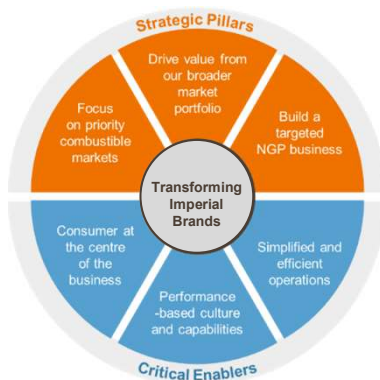 Strategic Pillars
Drive value from
our broader
market
portfolio
Focus
on priority
combustible
markets
Build a
targeted
NGP business
Transforming
Imperial
Brands
Consumer at
the centre
of the
business
Simplified and
efficient
operations
Performance
-based culture
and capabilities
Critical Enablers